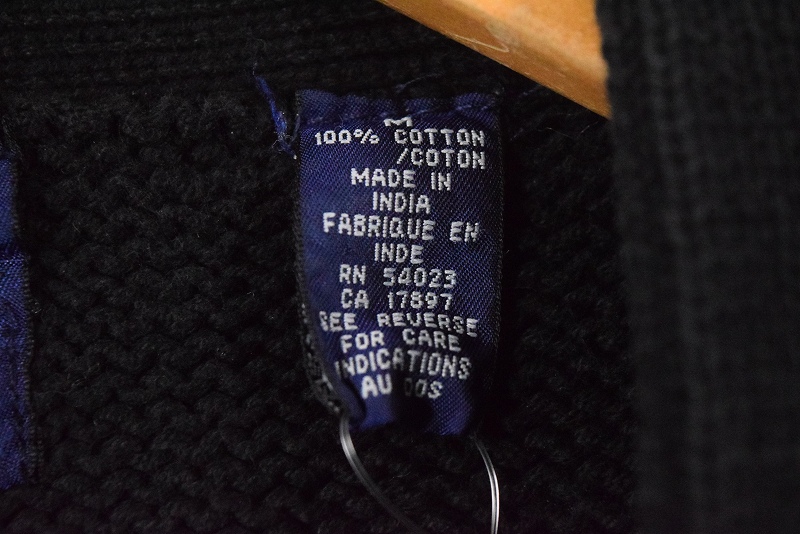 M
100% COTTON
/COTON
MADE IN
INDIA
FABRIQUE EN
INDE
RN 54023
CA 17897
SEE REVERSE
FOR CARE
INDICATIONS
AU DOS